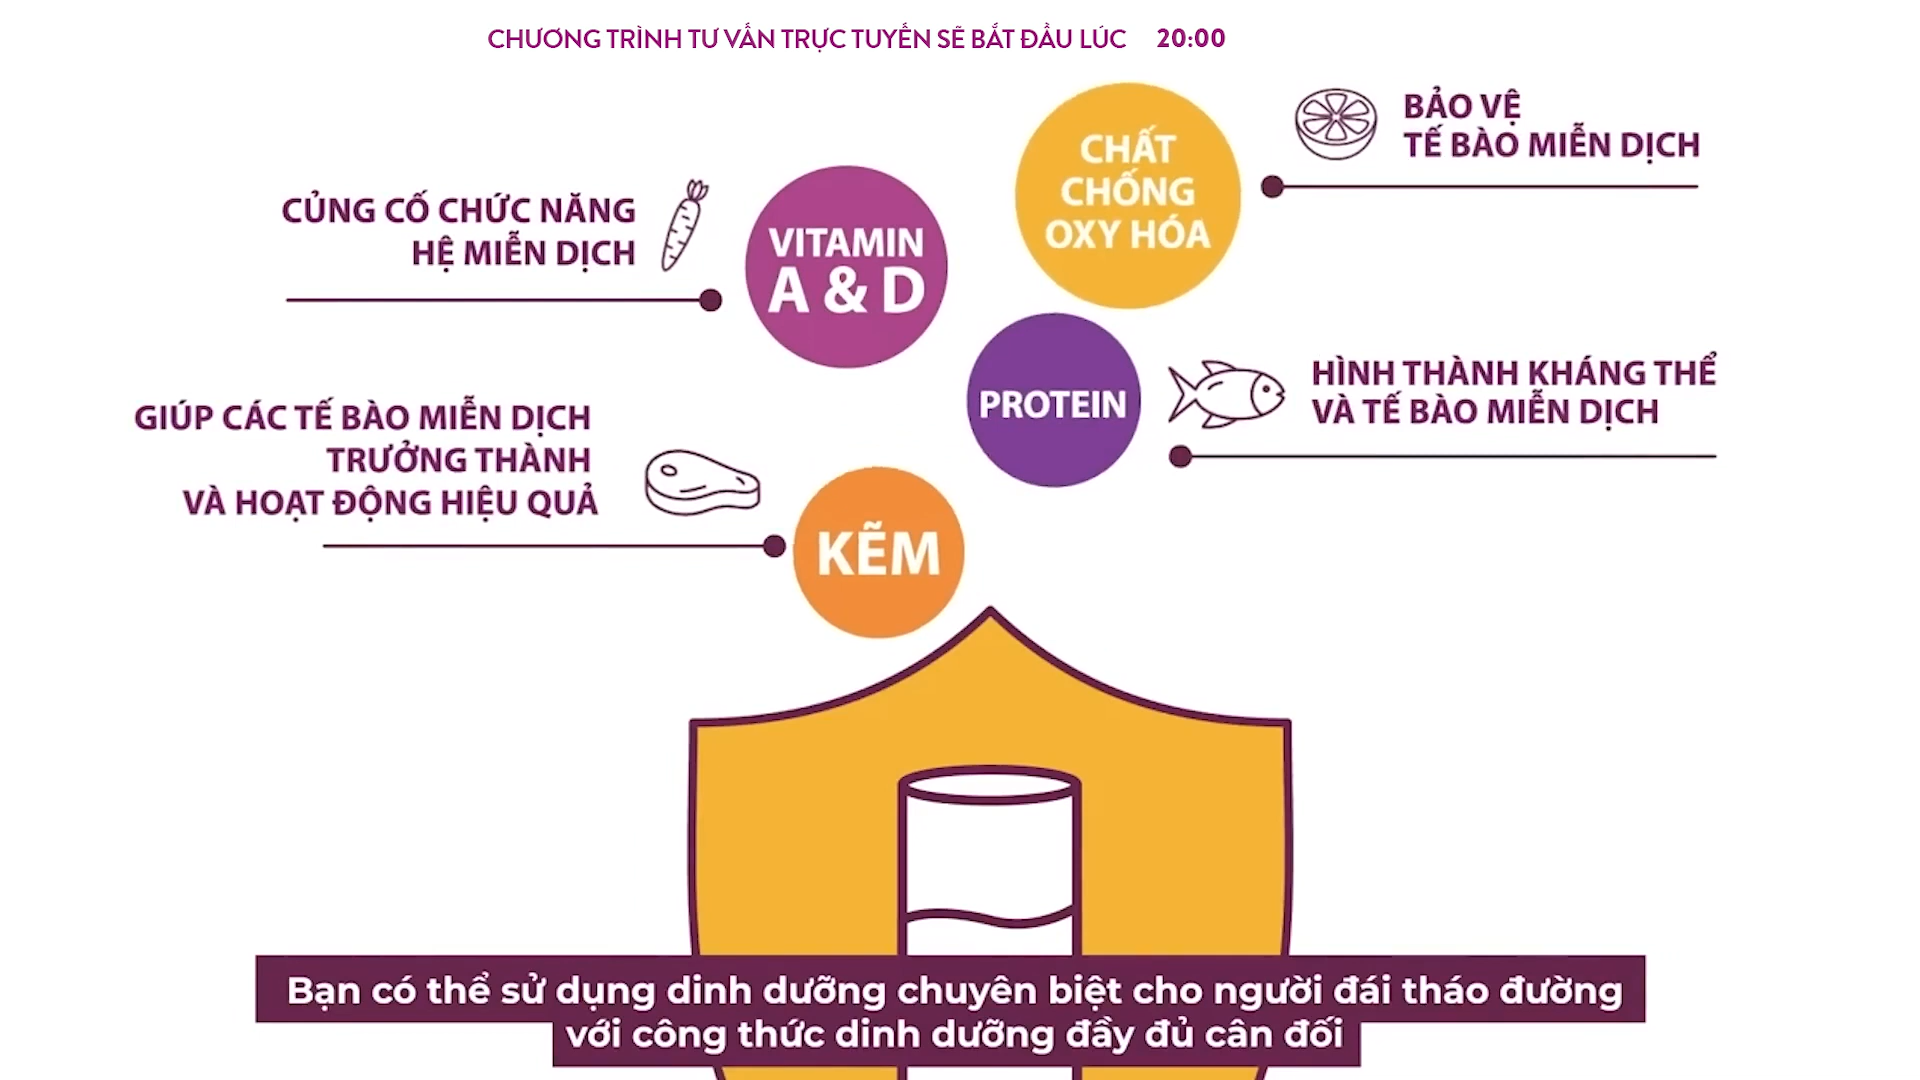 CHƯƠNG TRÌNH TƯ VẤN TRỰC TUYẾN SẼ BẮT ĐẦU LÚC 20:00
CỦNG CỐ CHỨC NĂNG
HỆ MIỄN DỊCH
VITAMIN
A & D
CHẤT
CHỐNG
OXY HÓA
BẢO VỆ
TẾ BÀO MIỄN DỊCH
GIÚP CÁC TẾ BÀO MIỄN DỊCH
TRƯỞNG THÀNH
VÀ HOẠT ĐỘNG HIỆU QUẢ
KẼM
PROTEIN
HÌNH THÀNH KHÁNG THỂ
VÀ TẾ BÀO MIỄN DỊCH
Bạn có thể sử dụng dinh dưỡng chuyên biệt cho người đái tháo đường
với công thức dinh dưỡng đầy đủ cân đối